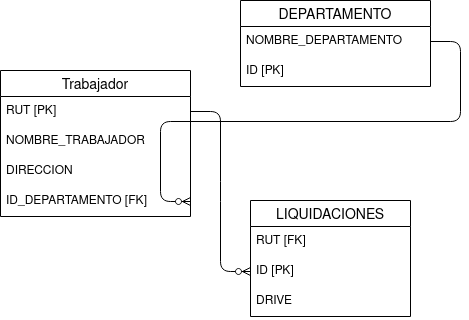 DEPARTAMENTO
NOMBRE_DEPARTAMENTO
ID [PK]
Trabajador
RUT [PK]
NOMBRE_TRABAJADOR
DIRECCION
ID_DEPARTAMENTO [FK]
LIQUIDACIONES
RUT [FK]
ID [PK]
DRIVE